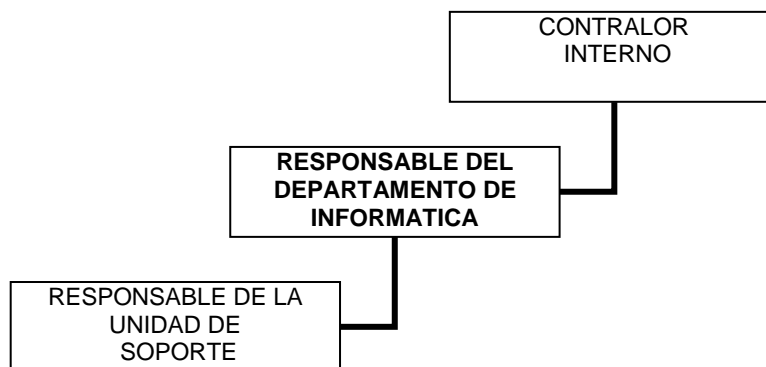 CONTRALOR
INTERNO
RESPONSABLE DEL
DEPARTAMENTO DE
INFORMATICA
RESPONSABLE DE LA
UNIDAD DE
SOPORTE